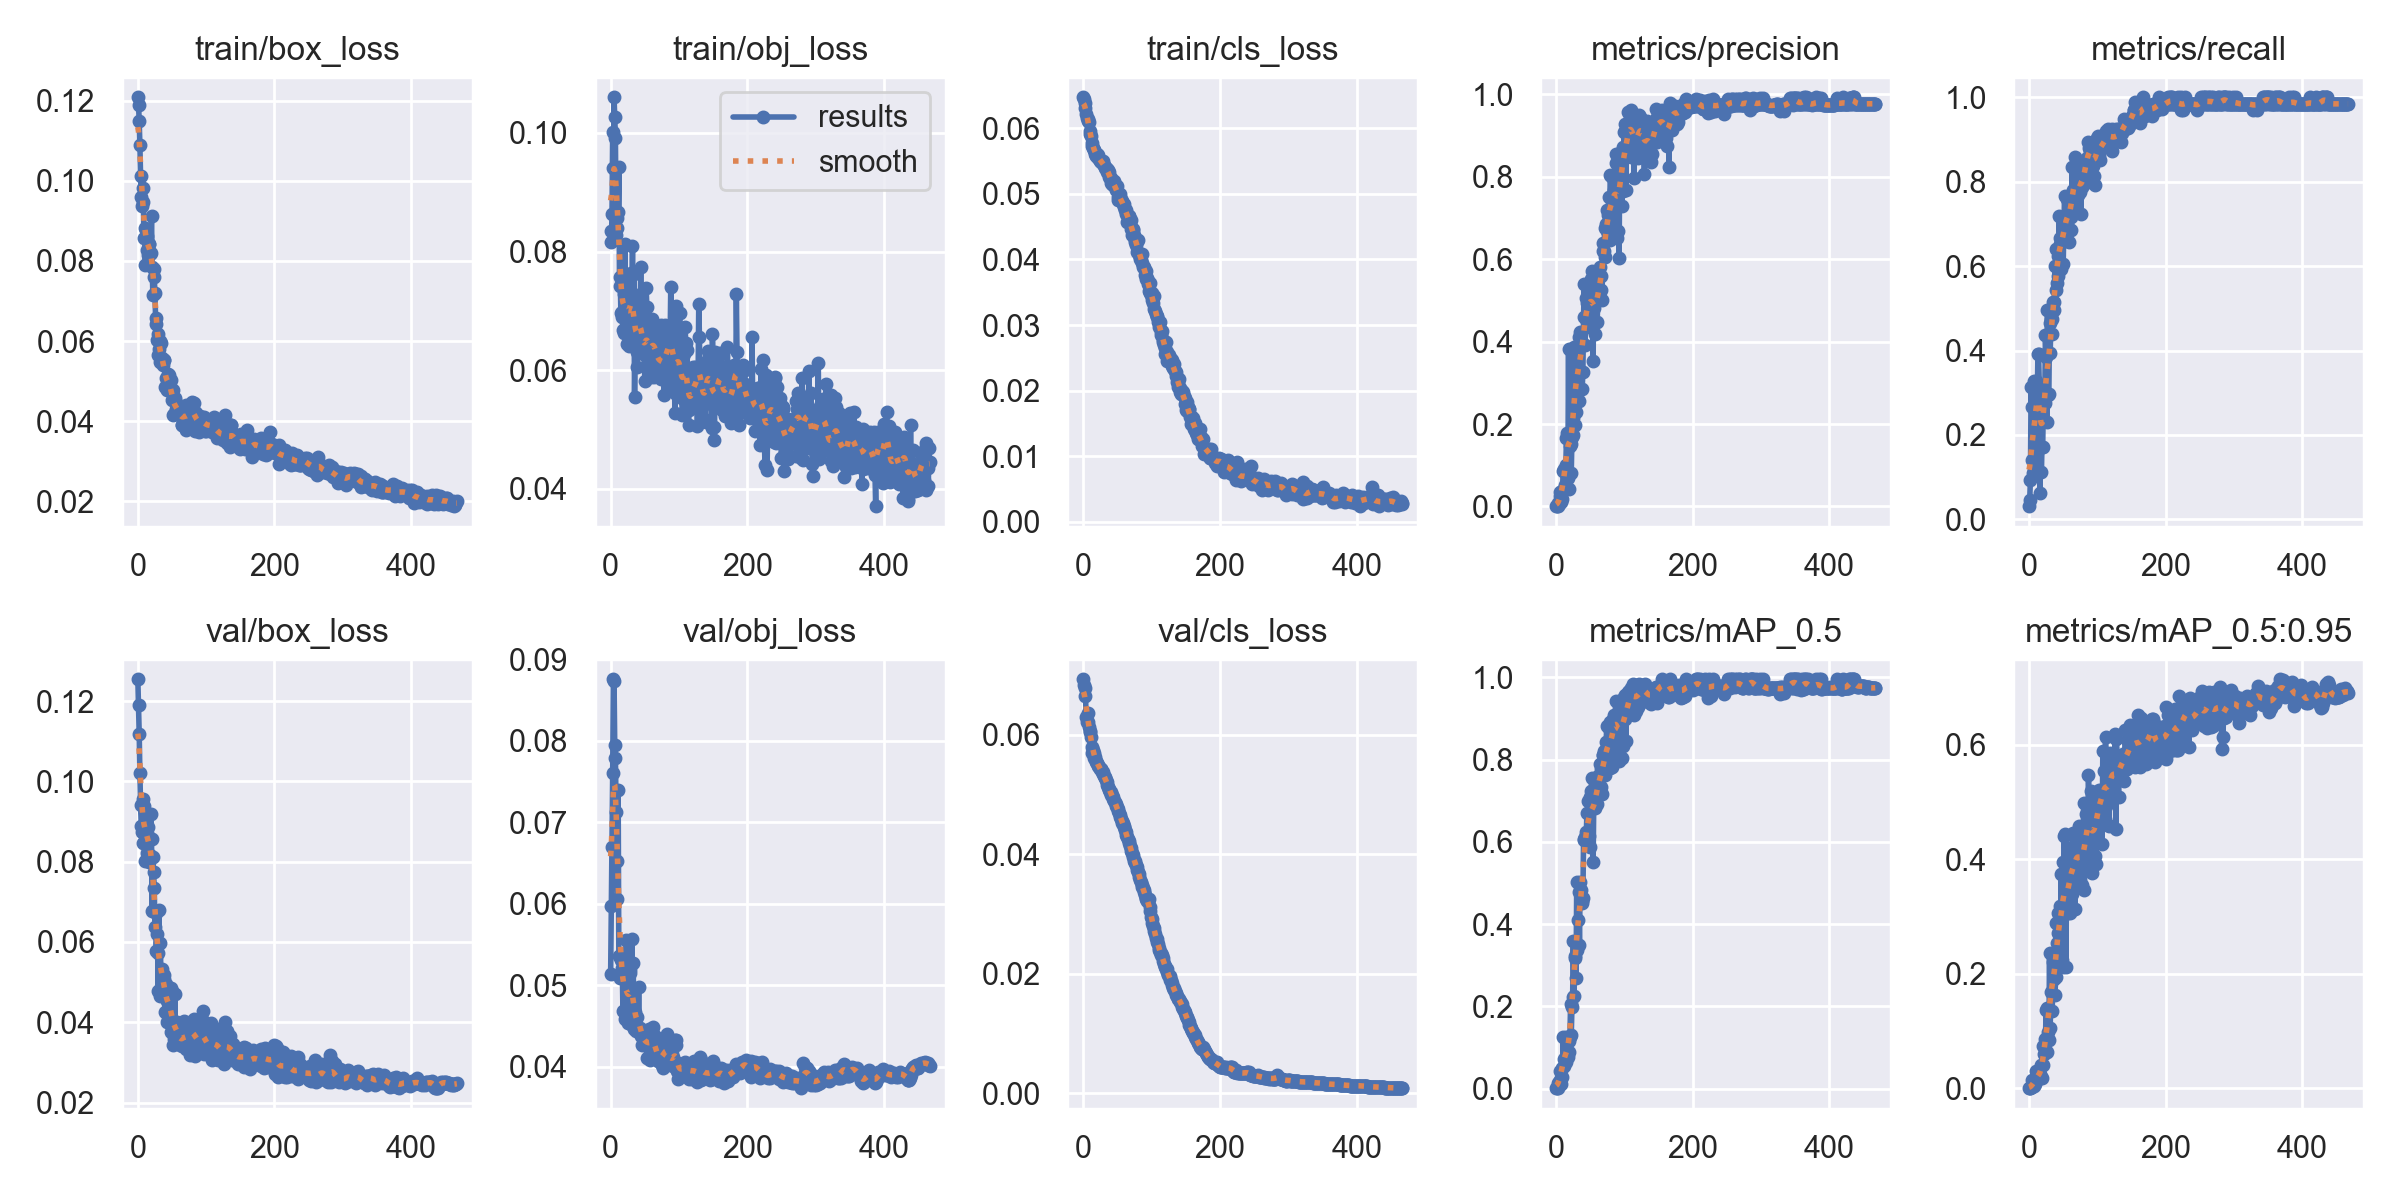 train/box_loss
0.12
0.10
0.08
0.06
0.04
0.02
0 200 400
train/obj_loss
results
smooth
0.10
0.08
0.06
0.04
0 200 400
train/cls_loss
0.06
0.05
0.04
0.03
0.02
0.01
0.00
0 200 400
metrics/precision
1.0
0.8
0.6
0.4
0.2
0.0
0 200 400
metrics/recall
1.0
0.8
0.6
0.4
0.2
0.0
0 200 400
val/box_loss
0.12
0.10
0.08
0.06
0.04
0.02
0 200 400
val/obj_loss
0.09
0.08
0.07
0.06
0.05
0.04
0 200 400
val/cls_loss
0.06
0.04
0.02
0.00
0 200 400
metrics/mAP_0.5
1.0
0.8
0.6
0.4
0.2
0.0
0 200 400
metrics/mAP_0.5:0.95
0.6
0.4
0.2
0.0
0 200 400